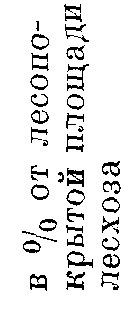 в % от лесопо-
крытой площади
лесхоза